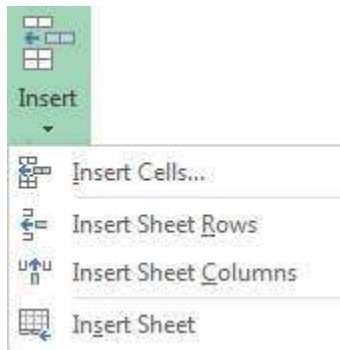 Insert
Insert Cells...
Insert Sheet Rows
Insert Sheet Columns
Insert Sheet